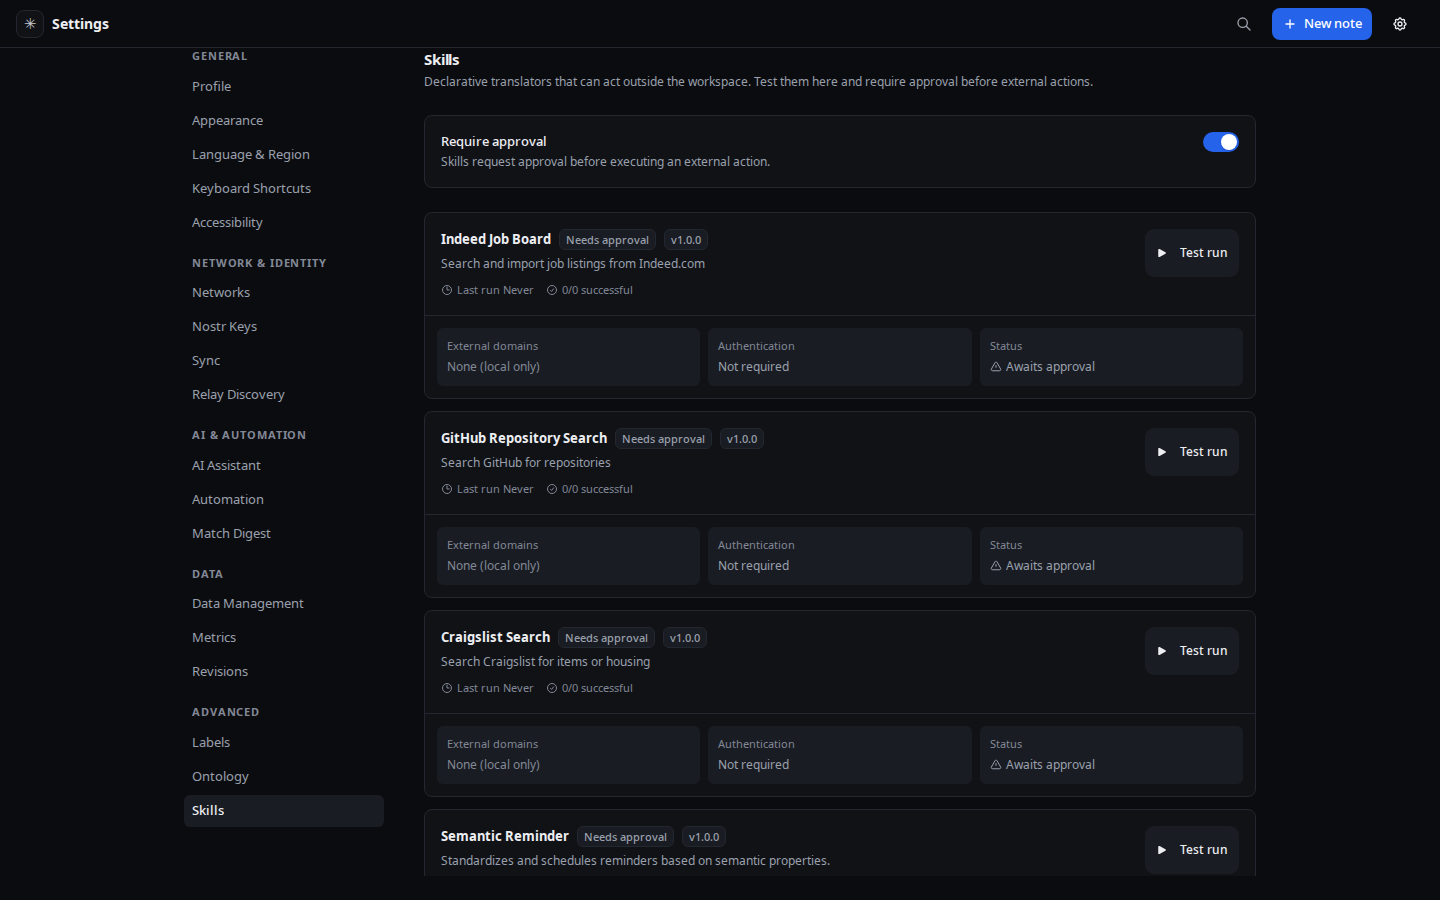 Settings
New note
GENERAL
Profile
Appearance
Language & Region
Keyboard Shortcuts
Accessibility
NETWORK & IDENTITY
Networks
Nostr Keys
Sync
Relay Discovery
AI & AUTOMATION
AI Assistant
Automation
Match Digest
DATA
Data Management
Metrics
Revisions
ADVANCED
Labels
Ontology
Skills
Skills
Declarative translators that can act outside the workspace. Test them here and require approval before external actions.
Require approval
Skills request approval before executing an external action.
Indeed Job Board Needs approval v1.0.0
Test run
Search and import job listings from Indeed.com
Last run Never 0/0 successful
External domains
None (local only)
Authentication
Not required
Status
Awaits approval
GitHub Repository Search Needs approval v1.0.0
Test run
Search GitHub for repositories
Last run Never 0/0 successful
External domains
None (local only)
Authentication
Not required
Status
Awaits approval
Craigslist Search Needs approval v1.0.0
Test run
Search Craigslist for items or housing
Last run Never 0/0 successful
External domains
None (local only)
Authentication
Not required
Status
Awaits approval
Semantic Reminder Needs approval v1.0.0
Test run
Standardizes and schedules reminders based on semantic properties.